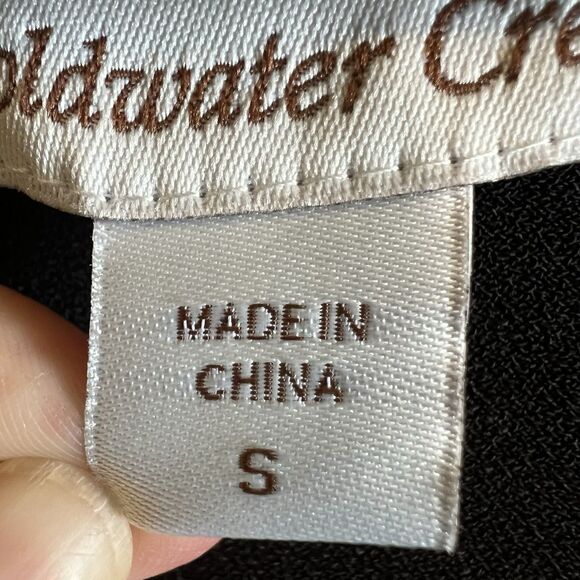 oldwater Cre
MADE IN
CHINA
S